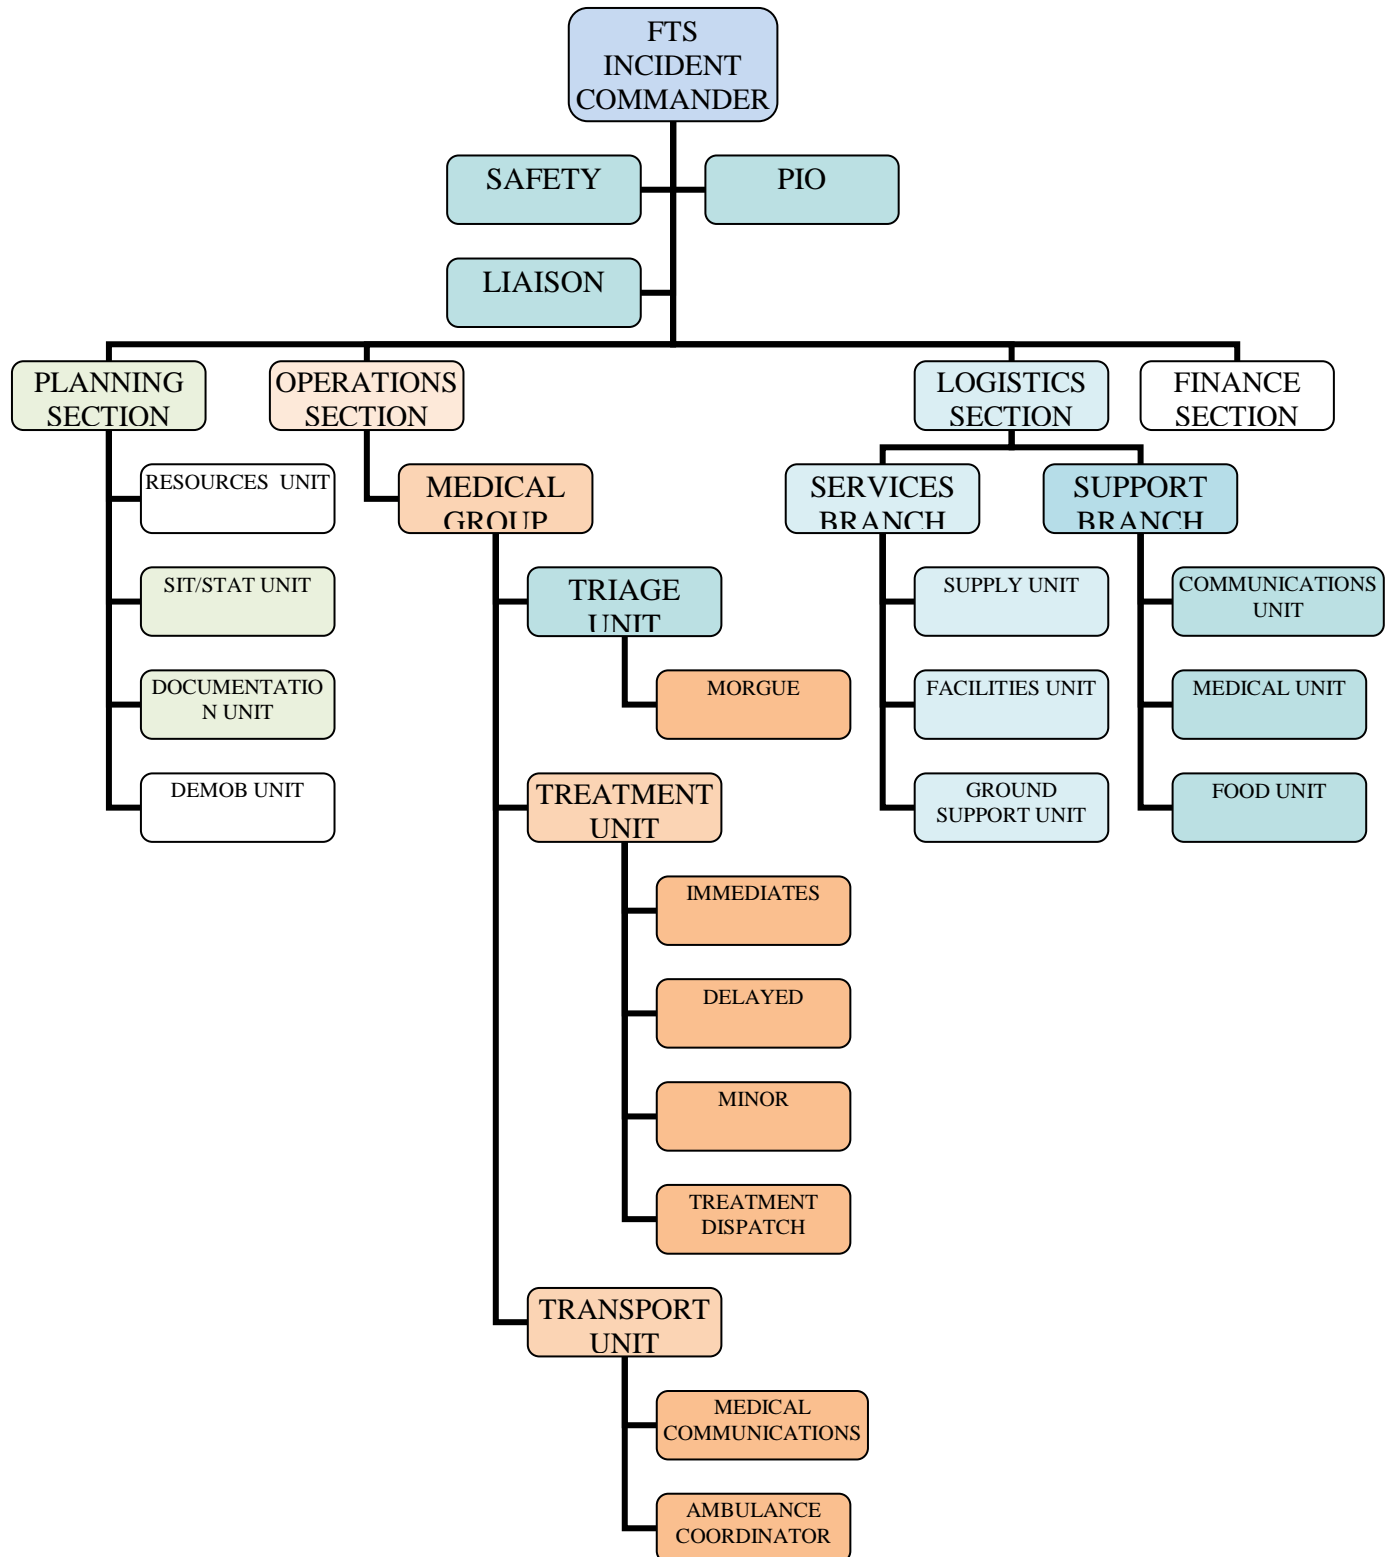 FTS
INCIDENT
COMMANDER
SAFETY
PIO
LIAISON
PLANNING
SECTION
OPERATIONS
SECTION
LOGISTICS
SECTION
FINANCE
SECTION
RESOURCES UNIT
MEDICAL
GROUP
SERVICES
BRANCH
SUPPORT
BRANCH
SIT/STAT UNIT
TRIAGE
UNIT
SUPPLY UNIT
COMMUNICATIONS
UNIT
DOCUMENTATIO
N UNIT
MORGUE
FACILITIES UNIT
MEDICAL UNIT
DEMOB UNIT
TREATMENT
UNIT
GROUND
SUPPORT UNIT
FOOD UNIT
IMMEDIATES
DELAYED
MINOR
TREATMENT
DISPATCH
TRANSPORT
UNIT
MEDICAL
COMMUNICATIONS
AMBULANCE
COORDINATOR